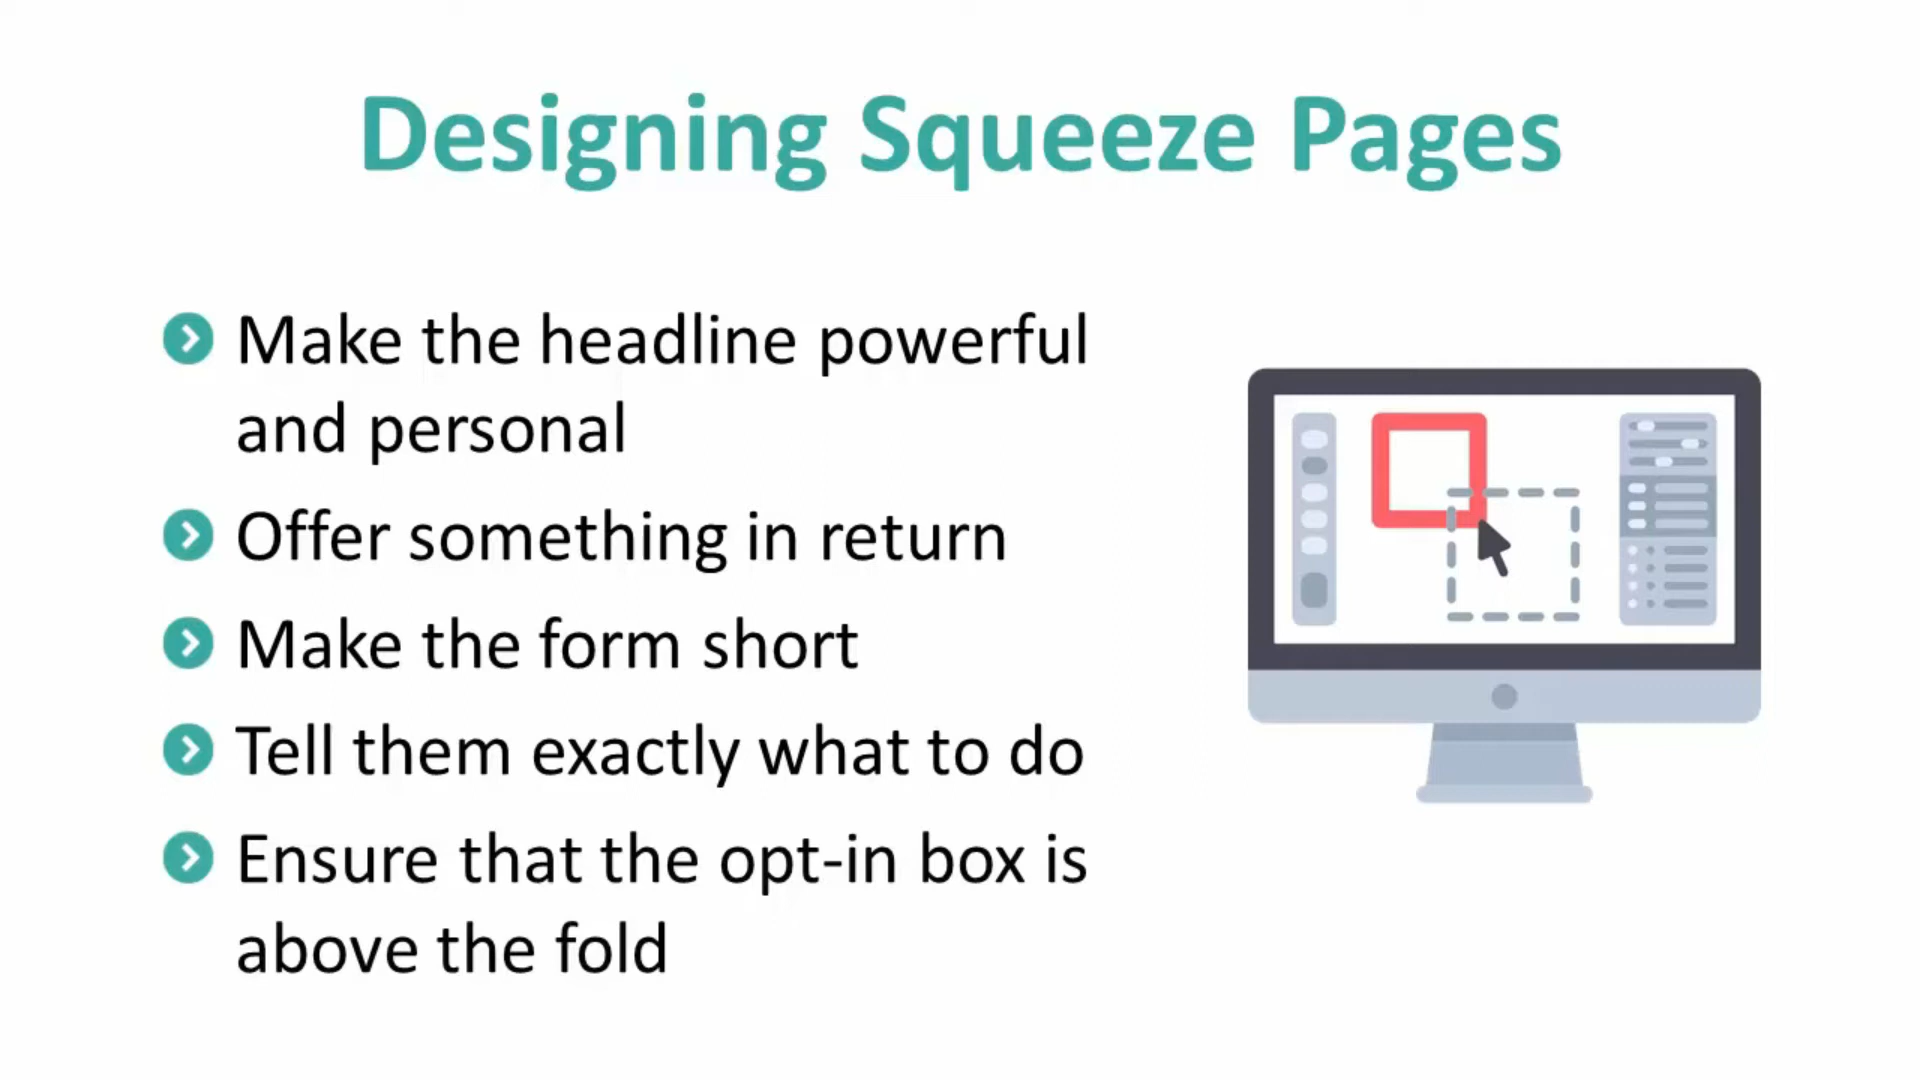 Designing Squeeze Pages
Make the headline powerful
and personal
Offer something in return
Make the form short
Tell them exactly what to do
Ensure that the opt-in box is
above the fold